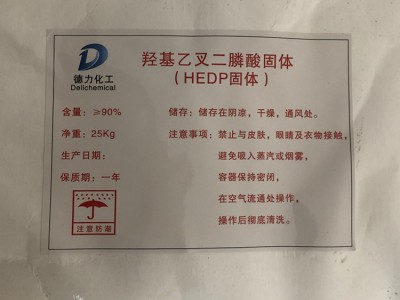 德力化工
Delichemical
羟基乙叉二膦酸固体
（HEDP固体）
含量：≥90%
净重：25Kg
生产日期：
保质期：一年
注意防潮
储存：储存在阴凉，干燥，通风处。
注意事项：禁止与皮肤，眼睛及衣物接触，
避免吸入蒸汽或烟雾，
容器保持密闭，
在空气流通处操作，
操作后彻底清洗。